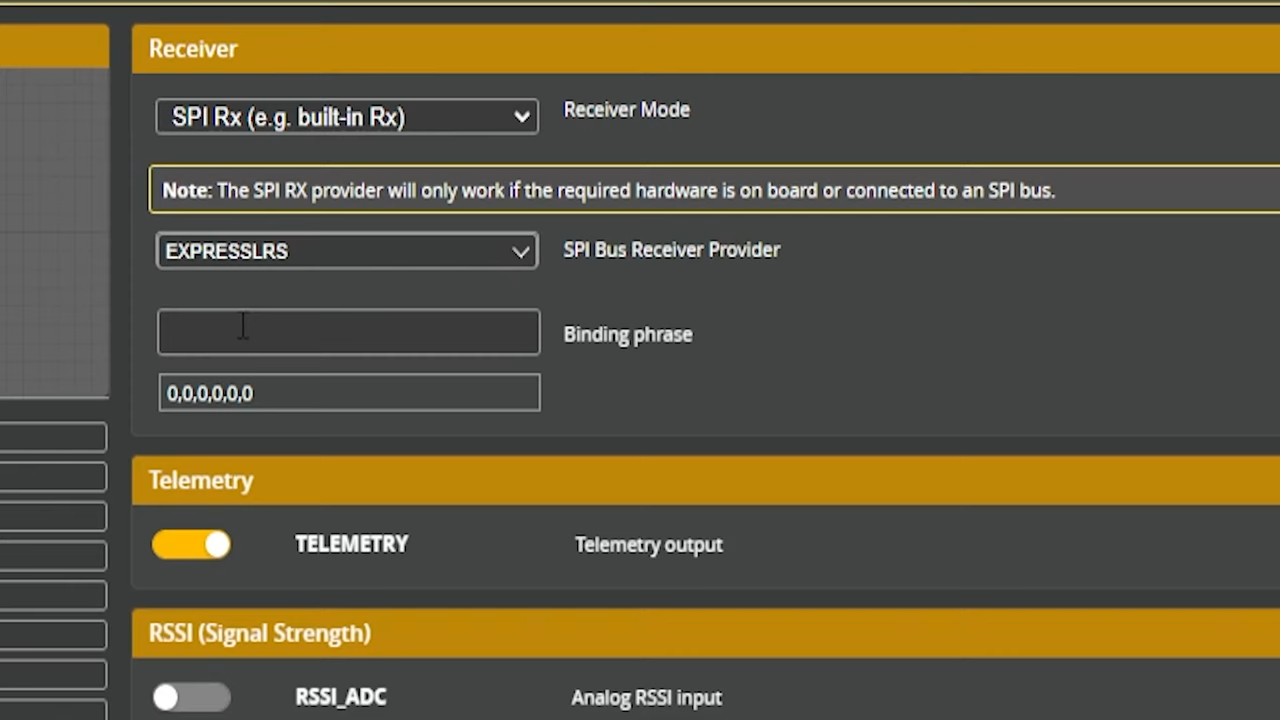 Receiver
SPI Rx (e.g. built-in Rx)
Receiver Mode
Note: The SPI RX provider will only work if the required hardware is on board or connected to an SPI bus.
EXPRESSLRS
SPI Bus Receiver Provider
Binding phrase
0,0,0,0,0,0
Telemetry
TELEMETRY
Telemetry output
RSSI (Signal Strength)
RSSI_ADC
Analog RSSI input